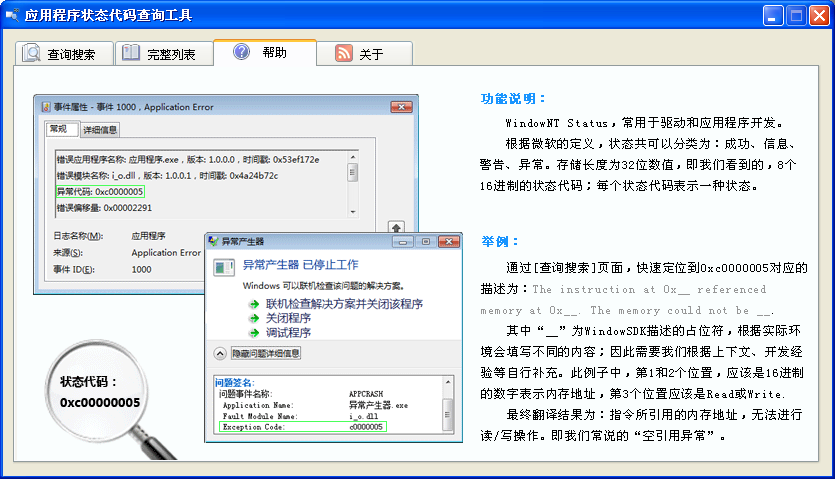 应用程序状态代码查询工具
查询搜索
完整列表
帮助
关于
事件属性 - 事件 1000，Application Error
常规
详细信息
错误应用程序名称: 应用程序.exe，版本: 1.0.0.0，时间戳: 0x53ef172e
错误模块名称: i_o.dll，版本: 1.0.0.1，时间戳: 0x4a24b72c
异常代码: 0xc0000005
错误偏移量: 0x00002291
日志名称(M):
应用程序
来源(S):
Application Error
事件 ID(E):
1000
异常产生器
异常产生器 已停止工作
Windows 可以联机检查该问题的解决方案。
联机检查解决方案并关闭该程序
关闭程序
调试程序
隐藏问题详细信息
问题签名:
问题事件名称: APPCRASH
Application Name: 异常产生器.exe
Fault Module Name: i_o.dll
Exception Code: c0000005
状态代码：
0xc00000005
功能说明：
WindowNT Status，常用于驱动和应用程序开发。
根据微软的定义，状态共可以分类为：成功、信息、
警告、异常。存储长度为32位数值，即我们看到的，8个
16进制的状态代码；每个状态代码表示一种状态。
举例：
通过[查询搜索]页面，快速定位到0xc0000005对应的
描述为：The instruction at 0x__ referenced
memory at 0x__. The memory could not be __.
其中“__”为WindowSDK描述的占位符，根据实际环
境会填写不同的内容；因此需要我们根据上下文、开发经
验等自行补充。此例子中，第1和2个位置，应该是16进制
的数字表示内存地址，第3个位置应该是Read或Write.
最终翻译结果为：指令所引用的内存地址，无法进行
读/写操作。即我们常说的“空引用异常”。